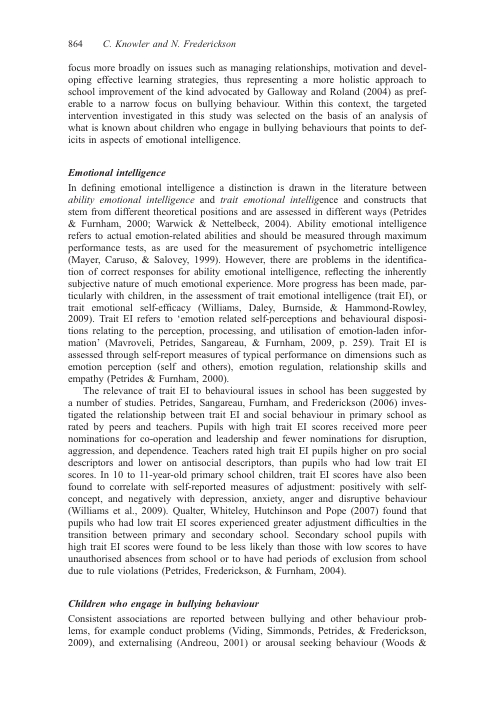 864 C. Knowler and N. Frederickson
focus more broadly on issues such as managing relationships, motivation and devel-
oping effective learning strategies, thus representing a more holistic approach to
school improvement of the kind advocated by Galloway and Roland (2004) as pref-
erable to a narrow focus on bullying behaviour. Within this context, the targeted
intervention investigated in this study was selected on the basis of an analysis of
what is known about children who engage in bullying behaviours that points to def-
icits in aspects of emotional intelligence.
Emotional intelligence
In defining emotional intelligence a distinction is drawn in the literature between
ability emotional intelligence and trait emotional intelligence and constructs that
stem from different theoretical positions and are assessed in different ways (Petrides
& Furnham, 2000; Warwick & Nettelbeck, 2004). Ability emotional intelligence
refers to actual emotion-related abilities and should be measured through maximum
performance tests, as are used for the measurement of psychometric intelligence
(Mayer, Caruso, & Salovey, 1999). However, there are problems in the identifica-
tion of correct responses for ability emotional intelligence, reflecting the inherently
subjective nature of much emotional experience. More progress has been made, par-
ticularly with children, in the assessment of trait emotional intelligence (trait EI), or
trait emotional self-efficacy (Williams, Daley, Burnside, & Hammond-Rowley,
2009). Trait EI refers to ‘emotion related self-perceptions and behavioural disposi-
tions relating to the perception, processing, and utilisation of emotion-laden infor-
mation’ (Mavroveli, Petrides, Sangareau, & Furnham, 2009, p. 259). Trait EI is
assessed through self-report measures of typical performance on dimensions such as
emotion perception (self and others), emotion regulation, relationship skills and
empathy (Petrides & Furnham, 2000).
The relevance of trait EI to behavioural issues in school has been suggested by
a number of studies. Petrides, Sangareau, Furnham, and Frederickson (2006) inves-
tigated the relationship between trait EI and social behaviour in primary school as
rated by peers and teachers. Pupils with high trait EI scores received more peer
nominations for co-operation and leadership and fewer nominations for disruption,
aggression, and dependence. Teachers rated high trait EI pupils higher on pro social
descriptors and lower on antisocial descriptors, than pupils who had low trait EI
scores. In 10 to 11-year-old primary school children, trait EI scores have also been
found to correlate with self-reported measures of adjustment: positively with self-
concept, and negatively with depression, anxiety, anger and disruptive behaviour
(Williams et al., 2009). Qualter, Whiteley, Hutchinson and Pope (2007) found that
pupils who had low trait EI scores experienced greater adjustment difficulties in the
transition between primary and secondary school. Secondary school pupils with
high trait EI scores were found to be less likely than those with low scores to have
unauthorised absences from school or to have had periods of exclusion from school
due to rule violations (Petrides, Frederickson, & Furnham, 2004).
Children who engage in bullying behaviour
Consistent associations are reported between bullying and other behaviour prob-
lems, for example conduct problems (Viding, Simmonds, Petrides, & Frederickson,
2009), and externalising (Andreou, 2001) or arousal seeking behaviour (Woods &